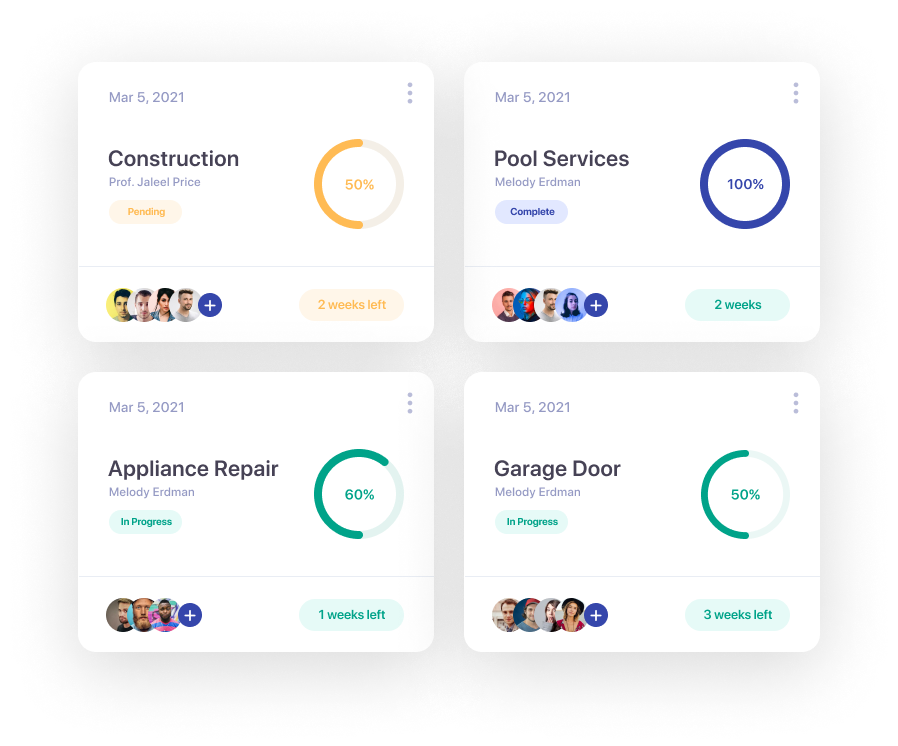 Mar 5, 2021
Construction
Prof. Jaleel Price
Pending
50%
2 weeks left
Mar 5, 2021
Pool Services
Melody Erdman
Complete
100%
2 weeks
Mar 5, 2021
Appliance Repair
Melody Erdman
In Progress
60%
1 weeks left
Mar 5, 2021
Garage Door
Melody Erdman
In Progress
50%
3 weeks left